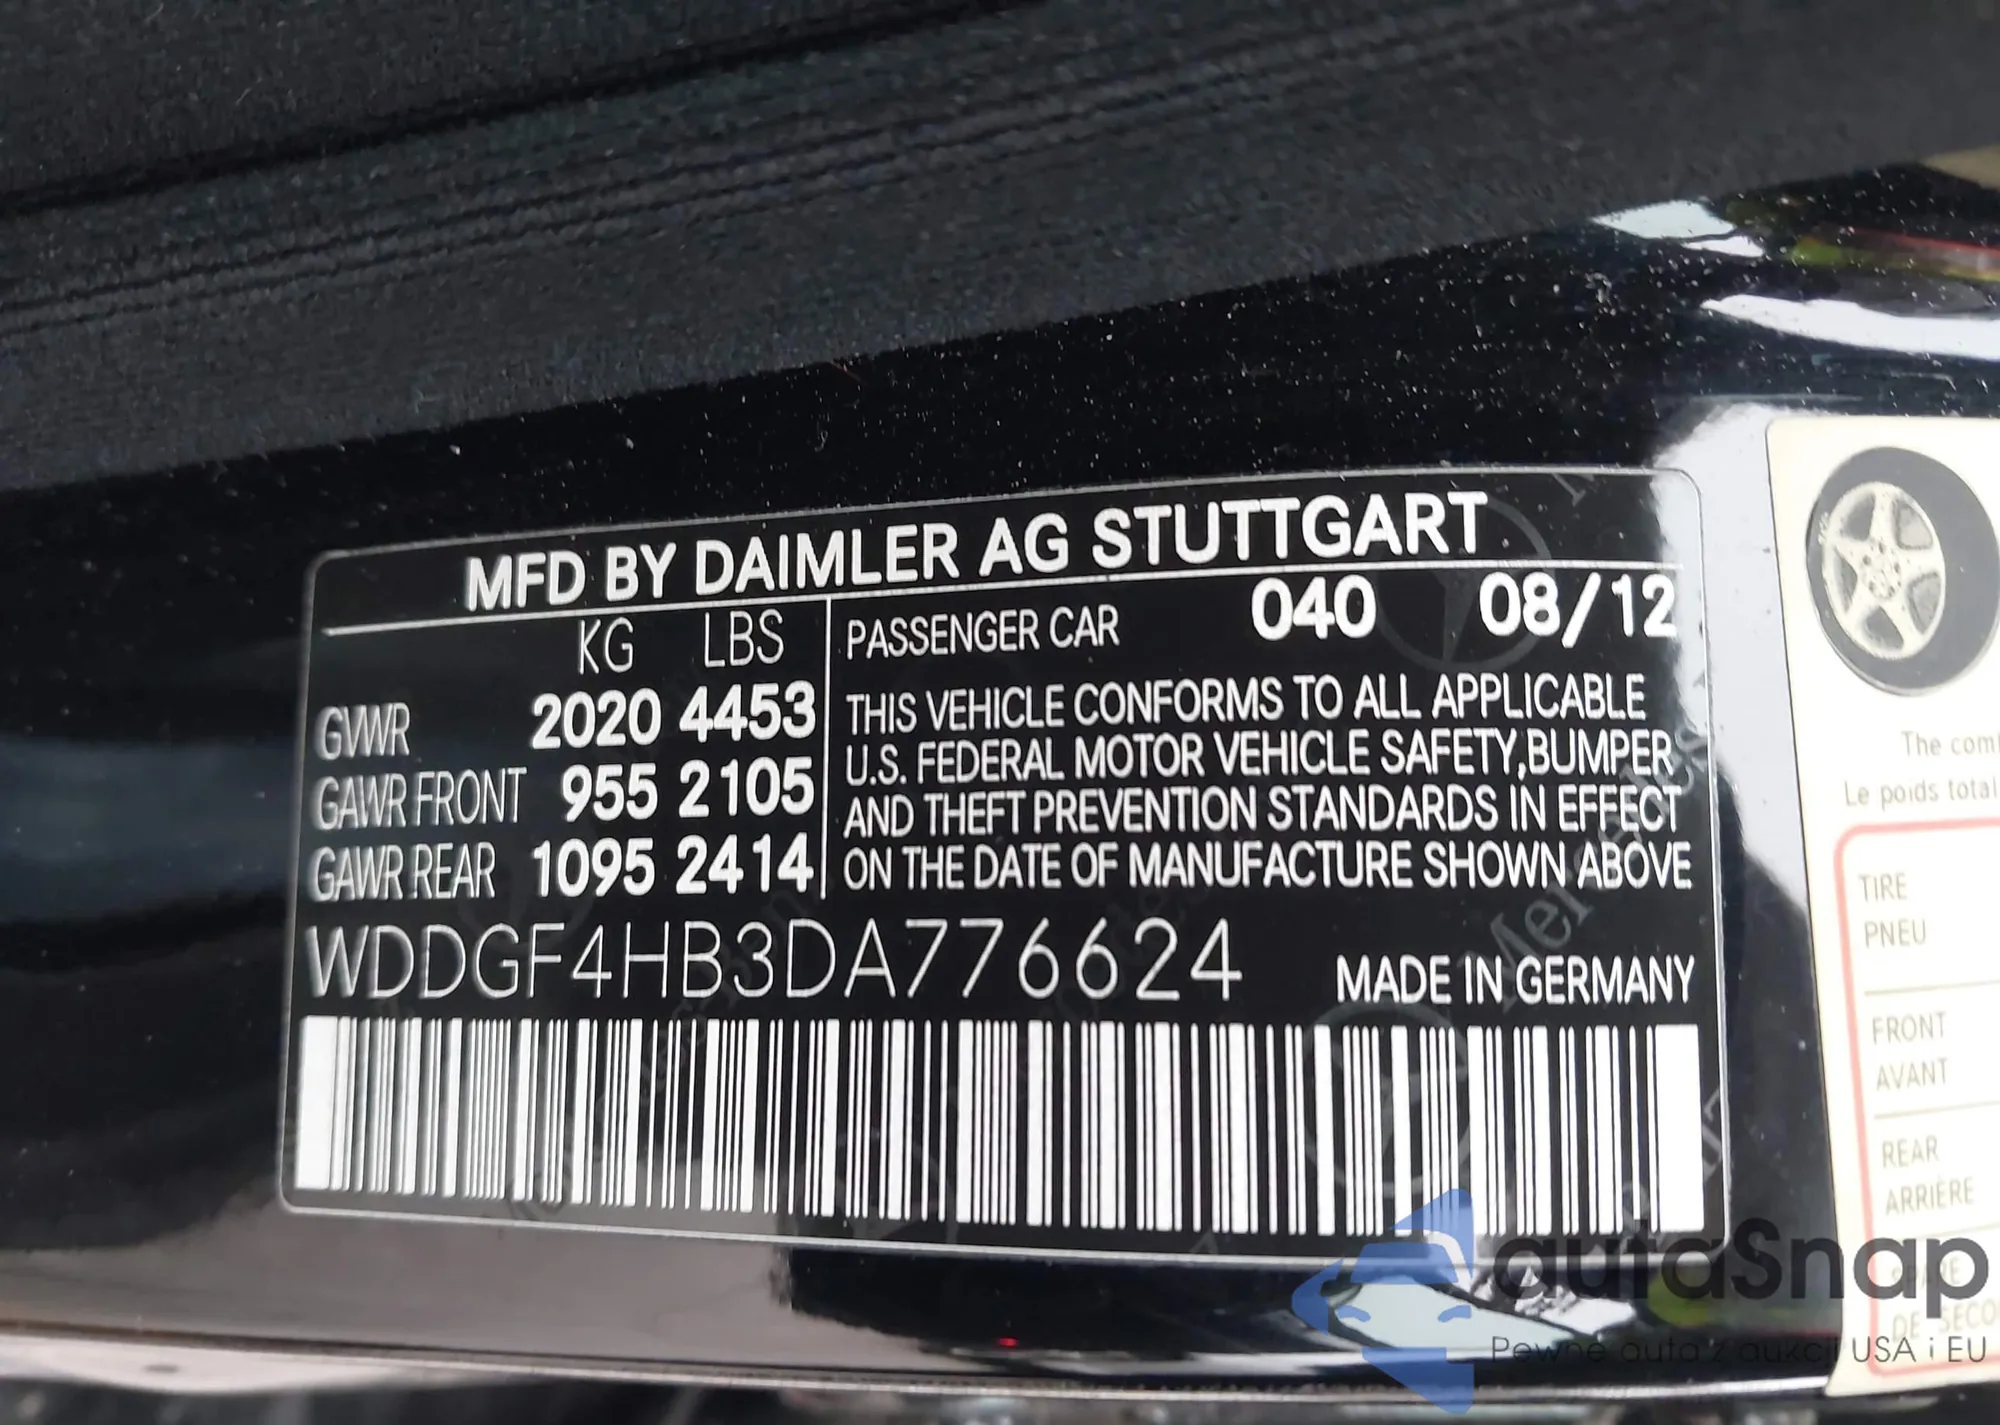 MFD BY DAIMLER AG STUTTGART
KG LBS
GVWR 2020 4453
GAWR FRONT 955 2105
GAWR REAR 1095 2414
PASSENGER CAR 040 08/12
THIS VEHICLE CONFORMS TO ALL APPLICABLE
U.S. FEDERAL MOTOR VEHICLE SAFETY,BUMPER
AND THEFT PREVENTION STANDARDS IN EFFECT
ON THE DATE OF MANUFACTURE SHOWN ABOVE
WDDGF4HB3DA776624
MADE IN GERMANY
The com
Le poids total
TIRE
PNEU
FRONT
AVANT
REAR
ARRIÈRE
DE SECO
autaSnap
Pewne auta z aukcji USA i EU